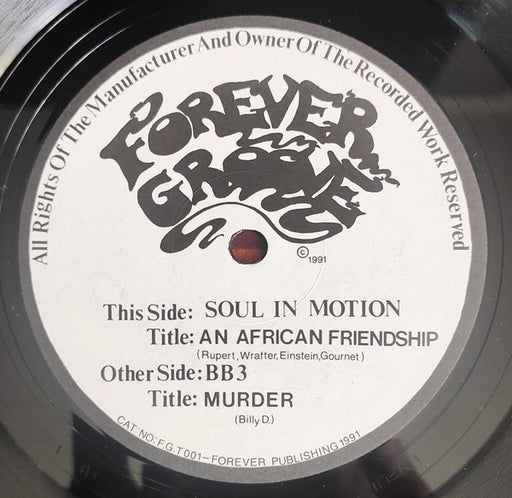 All Rights Of The Manufacturer And Owner Of The Recorded Work Reserved
FOREVER
GROOVE
© 1991
This Side: SOUL IN MOTION
Title: AN AFRICAN FRIENDSHIP
(Rupert, Wrafter, Einstein, Gournet)
Other Side: BB3
Title: MURDER
(Billy D.)
CAT NO: F.G.T001-FOREVER PUBLISHING 1991